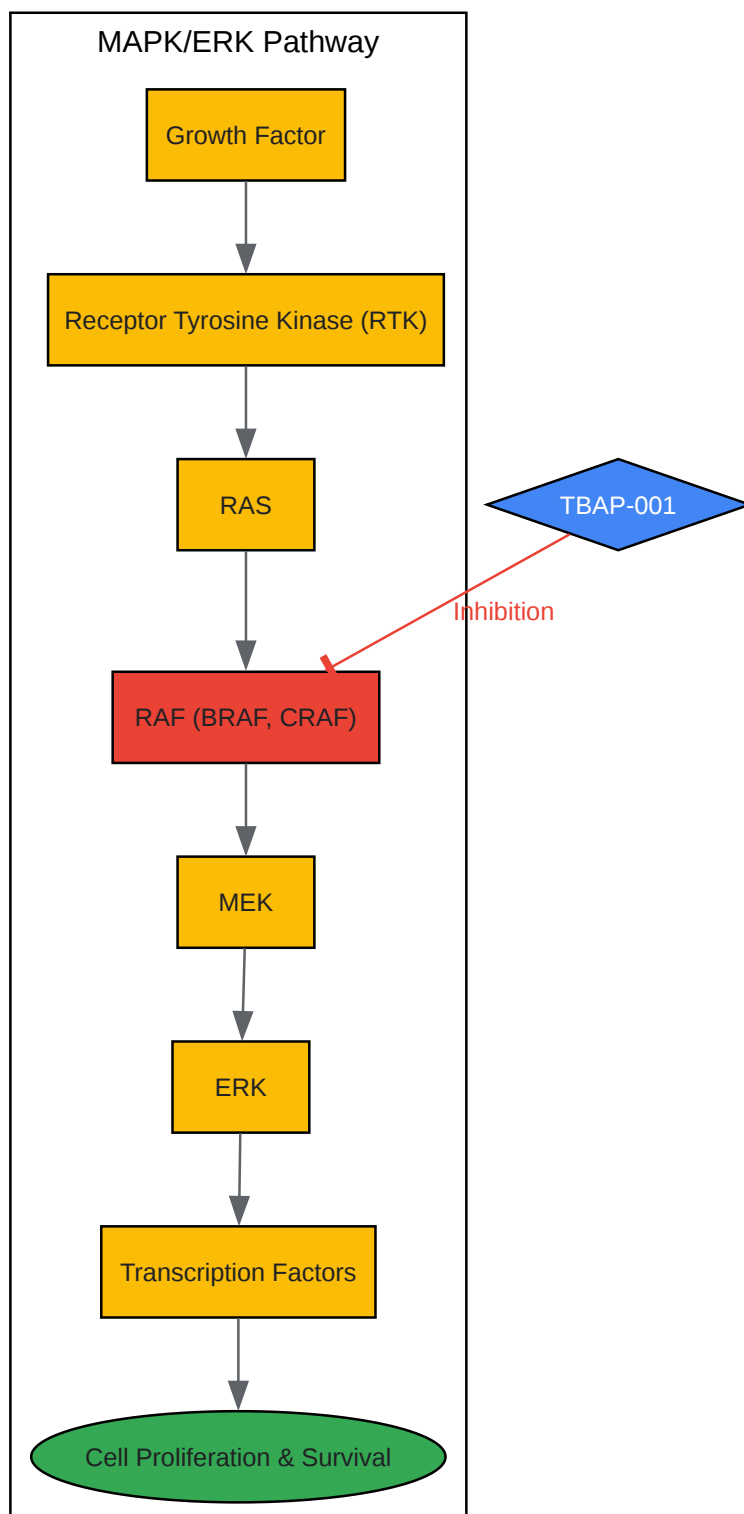 MAPK/ERK Pathway
Growth Factor
Receptor Tyrosine Kinase (RTK)
RAS
TBAP-001
Inhibition
RAF (BRAF, CRAF)
MEK
ERK
Transcription Factors
Cell Proliferation & Survival